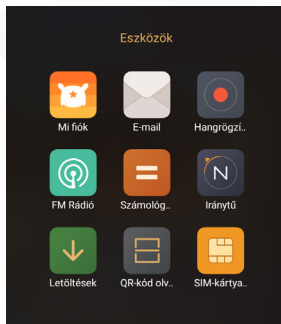 Eszközök
Mi fiók
E-mail
Hangrögzí..
N
FM Rádió
Számológ..
Iránytű
Letöltések
QR-kód olv..
SIM-kártya..